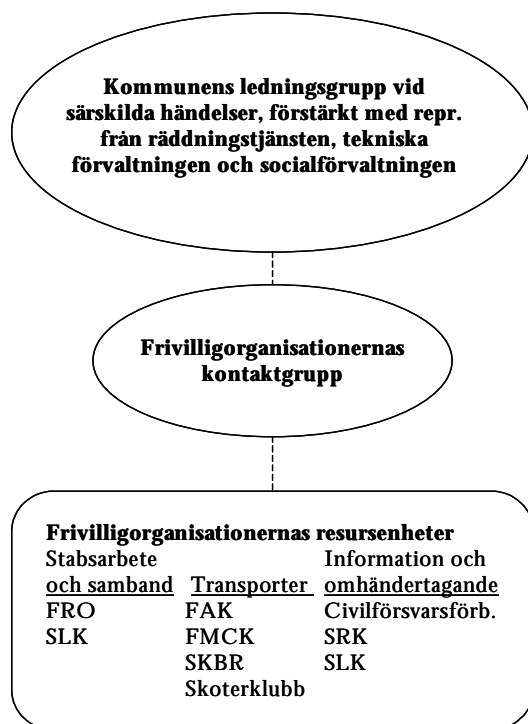 Kommunens ledningsgrupp vid
särskilda händelser, förstärkt med repr.
från räddningstjänsten, tekniska
förvaltningen och socialförvaltningen
Frivilligorganisationernas
kontaktgrupp
Frivilligorganisationernas resursenheter
Stabsarbete Information och
och samband Transporter omhändertagande
FRO FAK Civilförsvarsförb.
SLK FMCK SRK
SKBR SLK
Skoterklubb